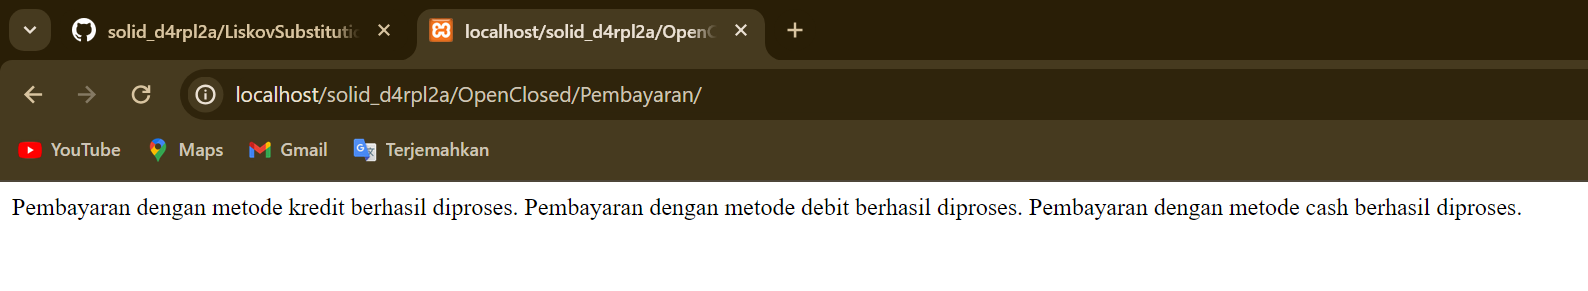 solid_d4rpl2a/LiskovSubstitutio
localhost/solid_d4rpl2a/OpenC
localhost/solid_d4rpl2a/OpenClosed/Pembayaran/
YouTube Maps Gmail Terjemahkan
Pembayaran dengan metode kredit berhasil diproses. Pembayaran dengan metode debit berhasil diproses. Pembayaran dengan metode cash berhasil diproses.